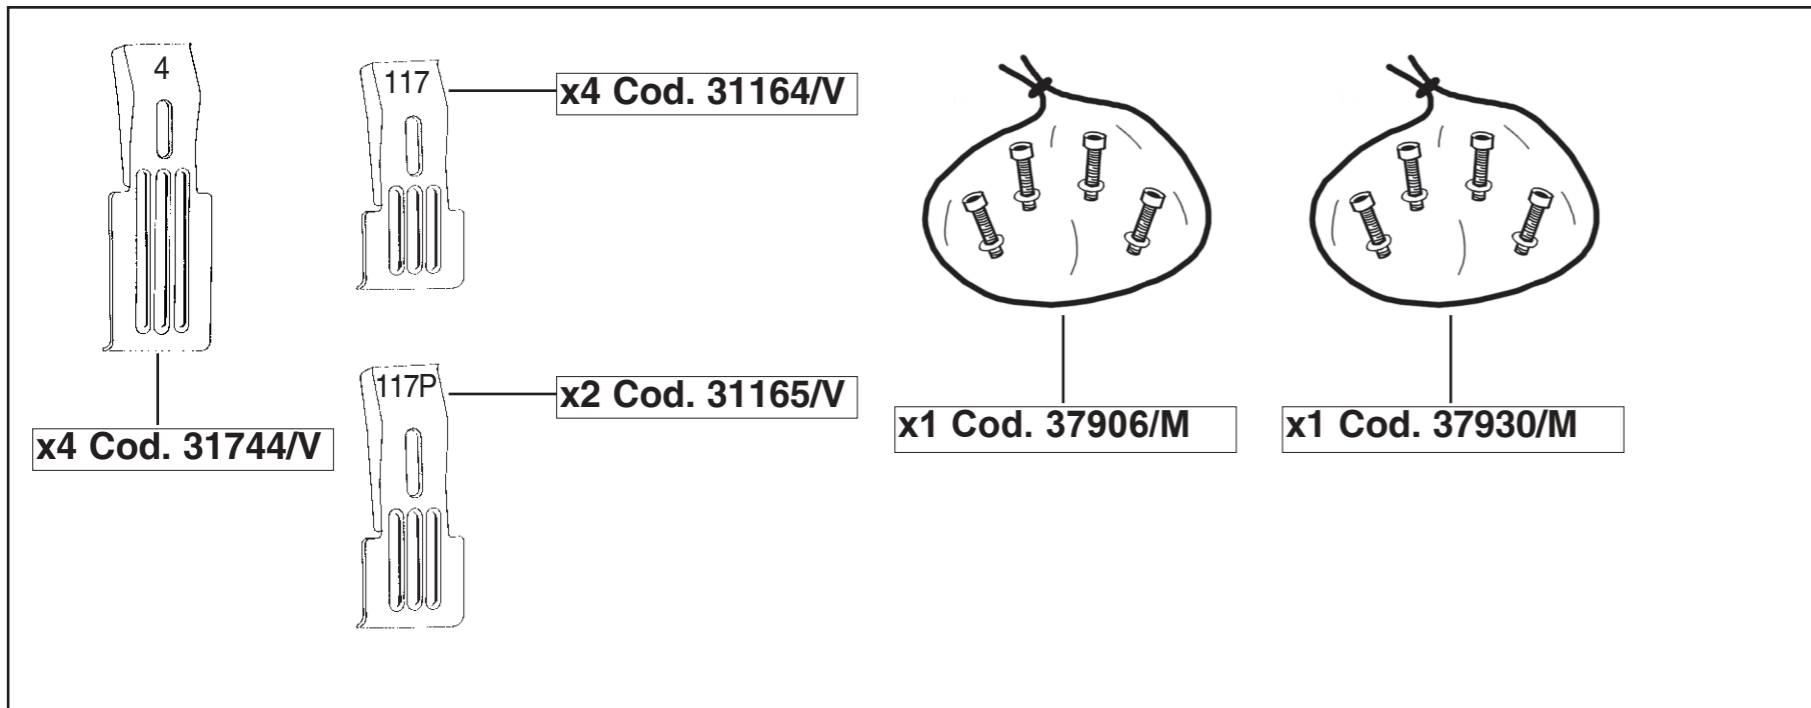 4
x4 Cod. 31744/V
117
x4 Cod. 31164/V
117P
x2 Cod. 31165/V
x1 Cod. 37906/M
x1 Cod. 37930/M